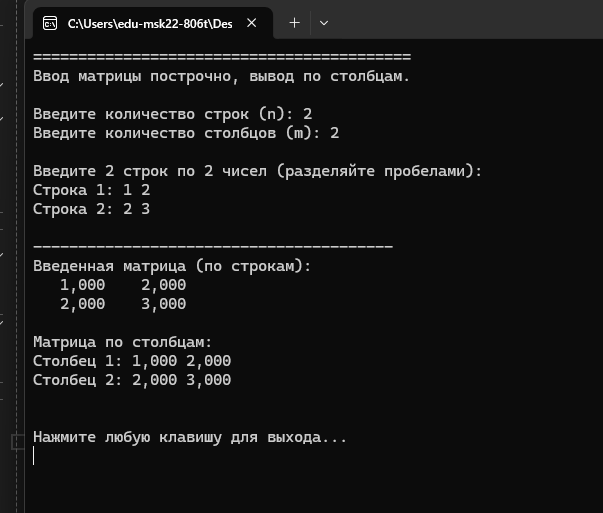 C:\Users\edu-msk22-806t\Des
==========================================
Ввод матрицы построчно, вывод по столбцам.
Введите количество строк (n): 2
Введите количество столбцов (m): 2
Введите 2 строк по 2 чисел (разделяйте пробелами):
Строка 1: 1 2
Строка 2: 2 3
========================================
Введенная матрица (по строкам):
1,000 2,000
2,000 3,000
Матрица по столбцам:
Столбец 1: 1,000 2,000
Столбец 2: 2,000 3,000
Нажмите любую клавишу для выхода...